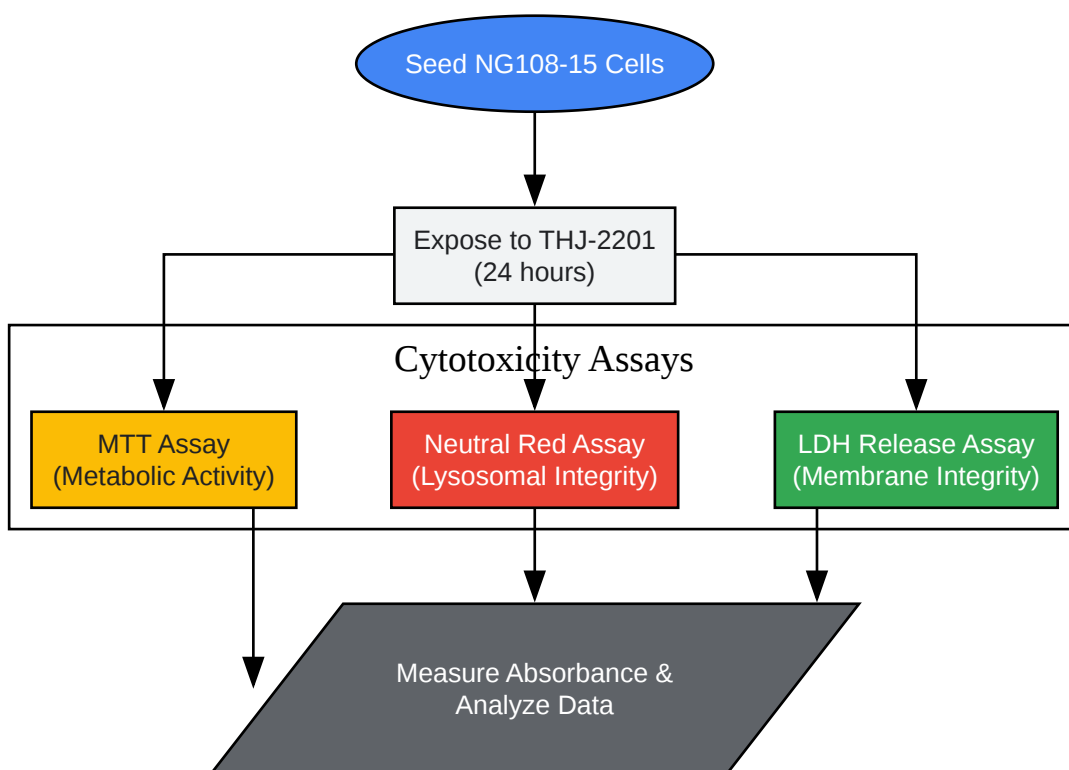 Seed NG108-15 Cells
Expose to THJ-2201
(24 hours)
Cytotoxicity Assays
MTT Assay
(Metabolic Activity)
Neutral Red Assay
(Lysosomal Integrity)
LDH Release Assay
(Membrane Integrity)
Measure Absorbance &
Analyze Data